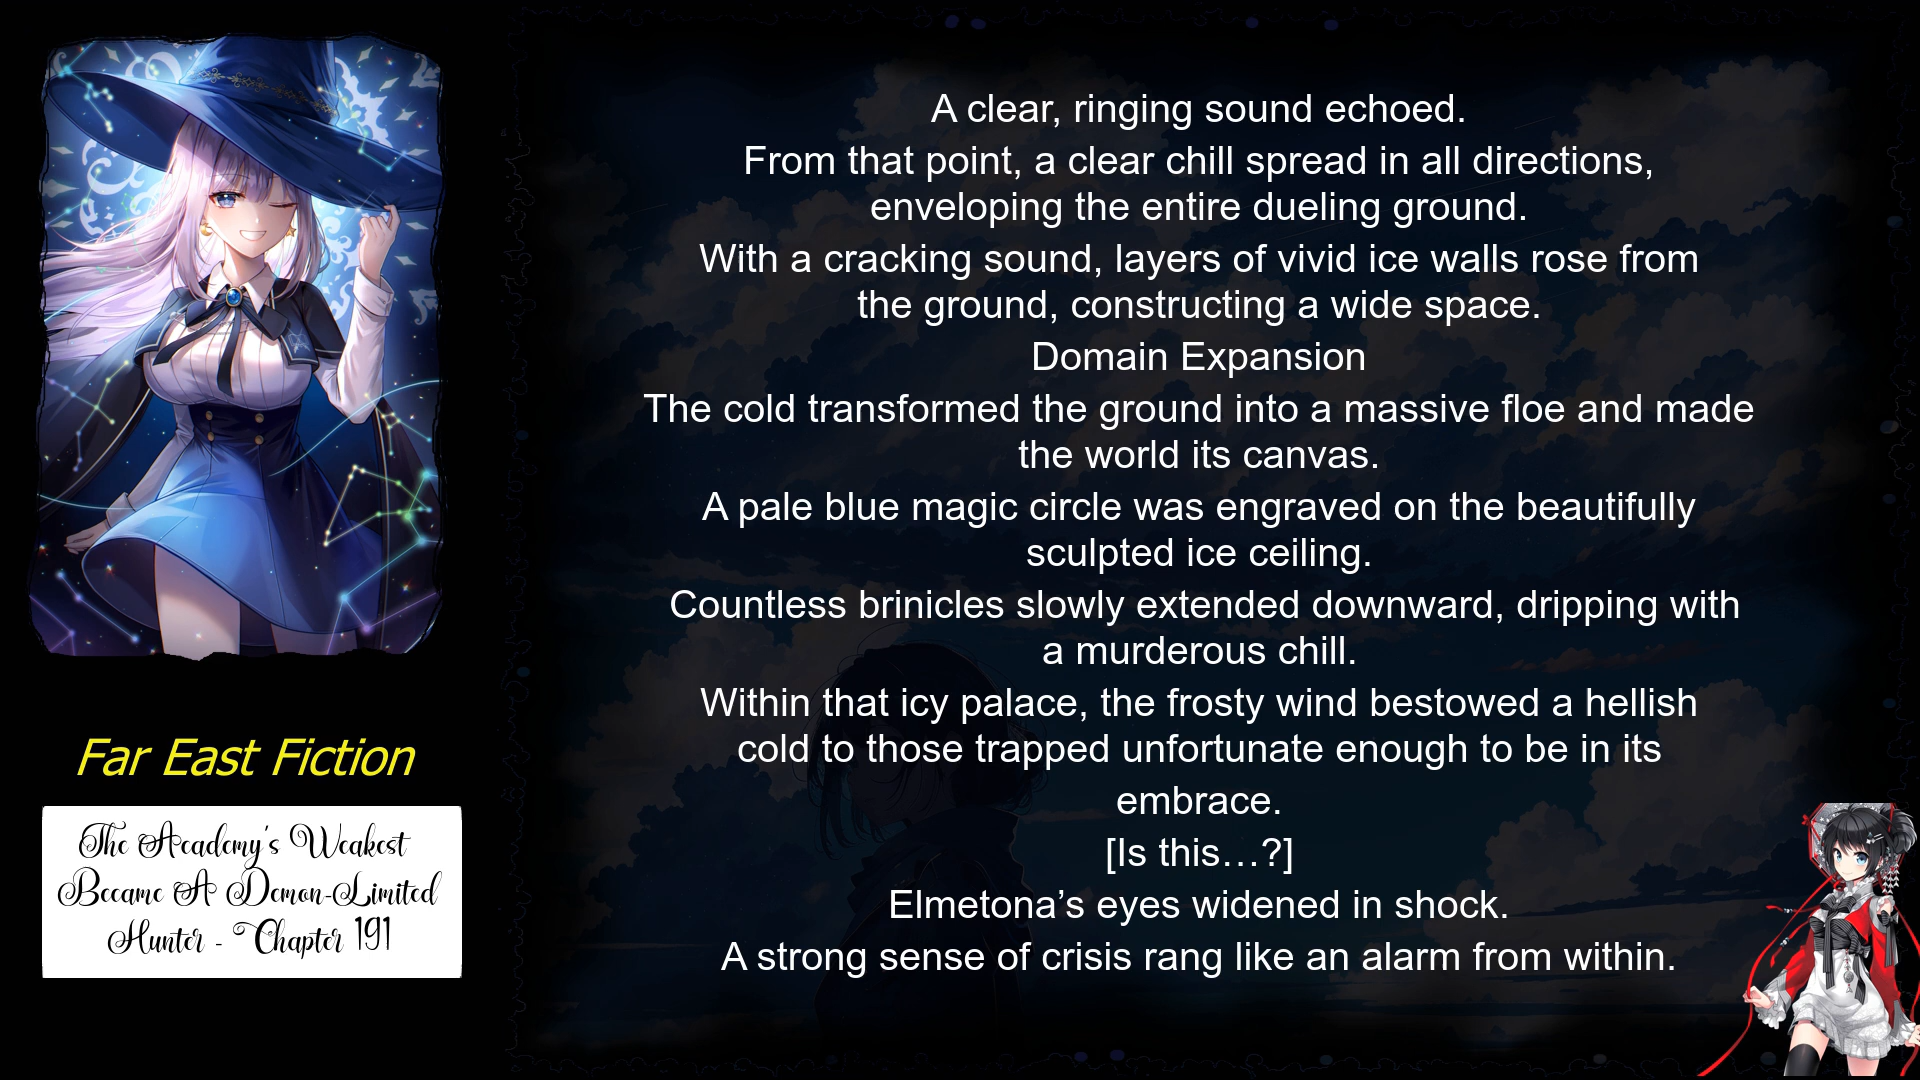 A clear, ringing sound echoed.
From that point, a clear chill spread in all directions,
enveloping the entire dueling ground.
With a cracking sound, layers of vivid ice walls rose from
the ground, constructing a wide space.
Domain Expansion
The cold transformed the ground into a massive floe and made
the world its canvas.
A pale blue magic circle was engraved on the beautifully
sculpted ice ceiling.
Countless brinicles slowly extended downward, dripping with
a murderous chill.
Within that icy palace, the frosty wind bestowed a hellish
cold to those trapped unfortunate enough to be in its
embrace.
[Is this…?]
Elmetona’s eyes widened in shock.
A strong sense of crisis rang like an alarm from within.
Far East Fiction
The Academy's Weakest
Became A Demon-Limited
Hunter - Chapter 191